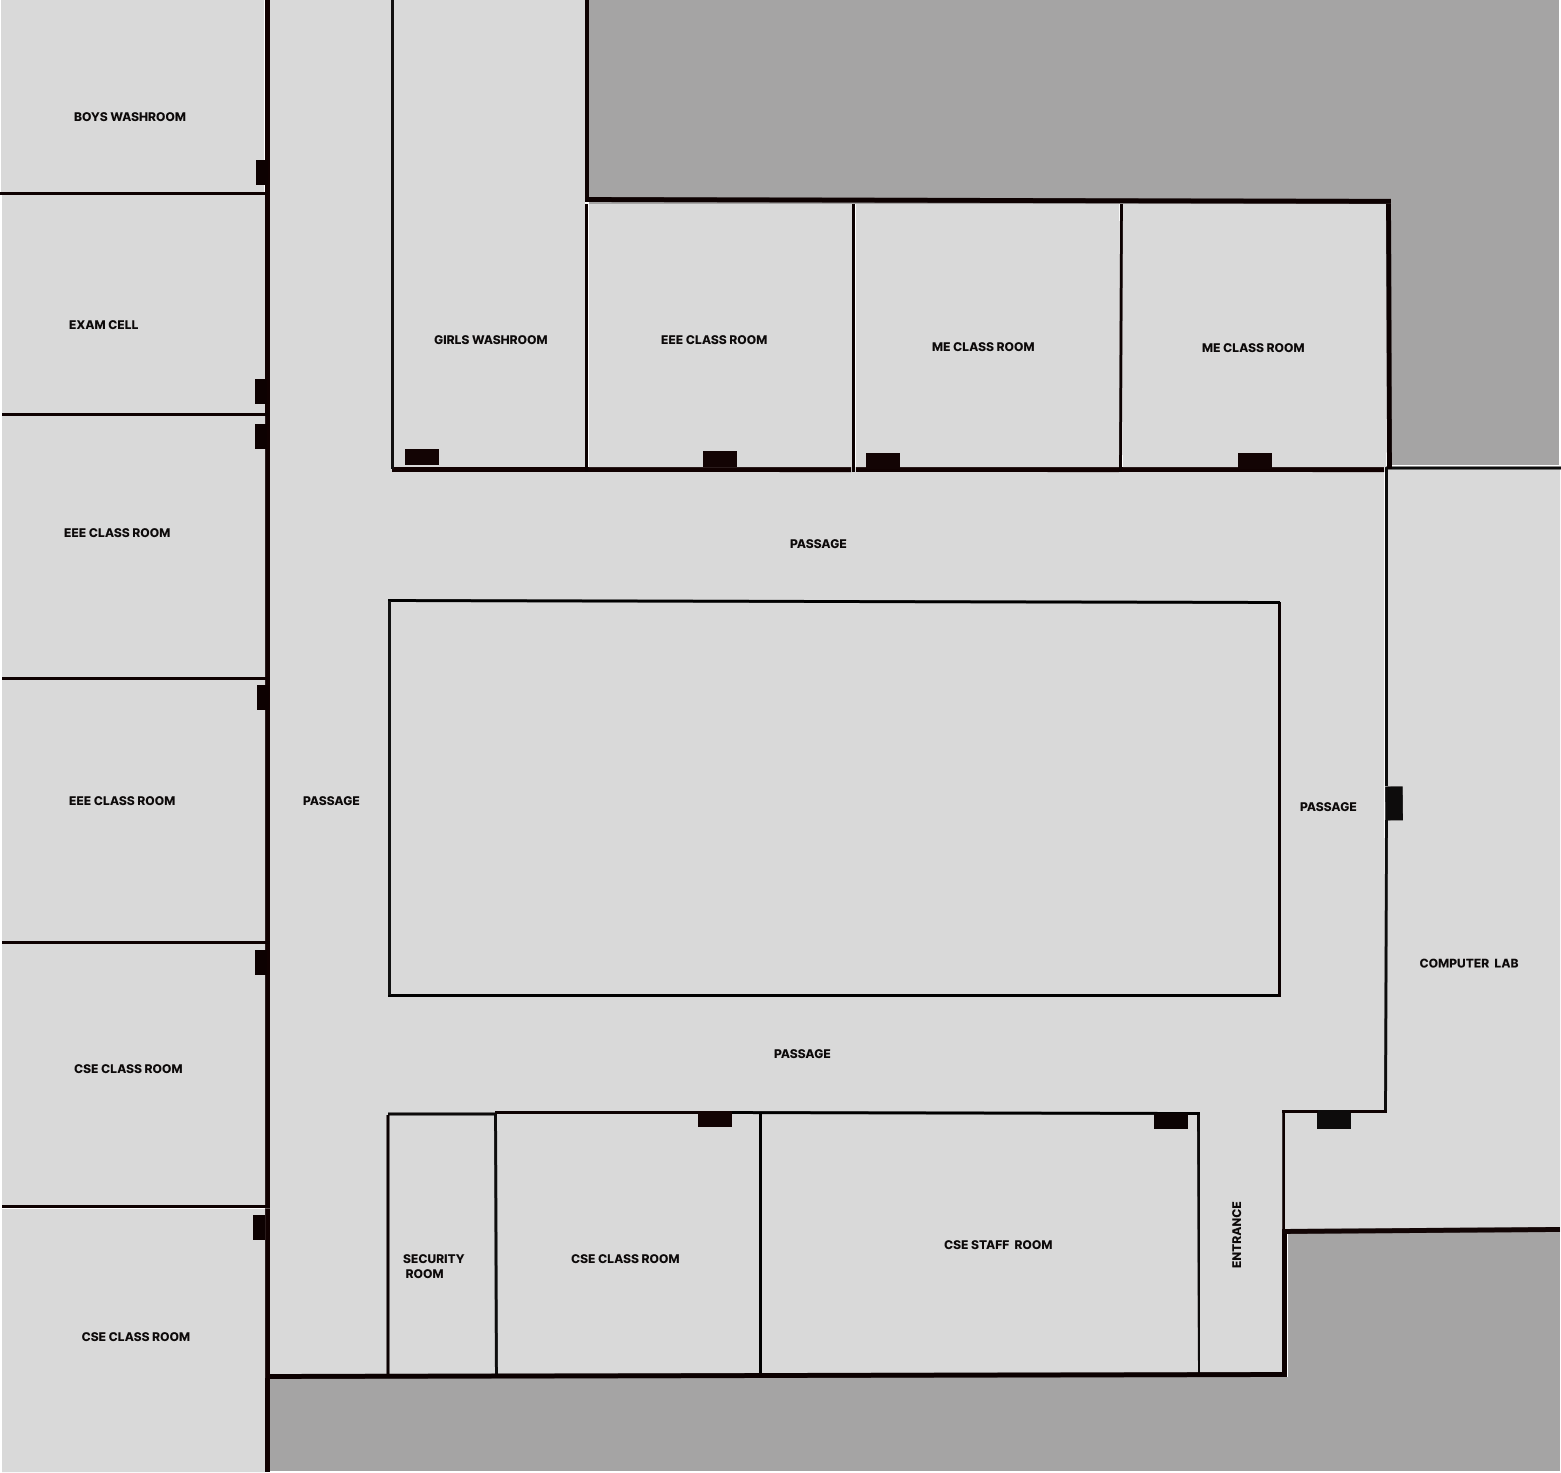 BOYS WASHROOM
EXAM CELL
GIRLS WASHROOM
EEE CLASS ROOM
ME CLASS ROOM
ME CLASS ROOM
EEE CLASS ROOM
PASSAGE
EEE CLASS ROOM
PASSAGE
PASSAGE
COMPUTER LAB
PASSAGE
CSE CLASS ROOM
SECURITY
ROOM
CSE CLASS ROOM
CSE STAFF ROOM
ENTRANCE
CSE CLASS ROOM